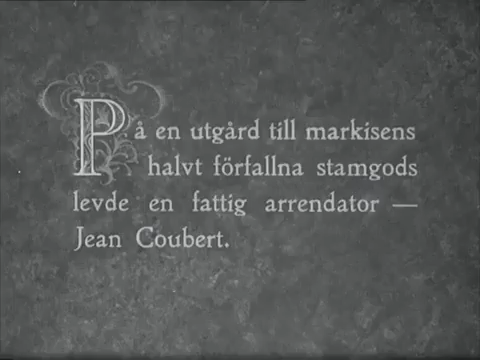 På en utgård till markisens
halvt förfallna stamgods
levde en fattig arrendator —
Jean Coubert.